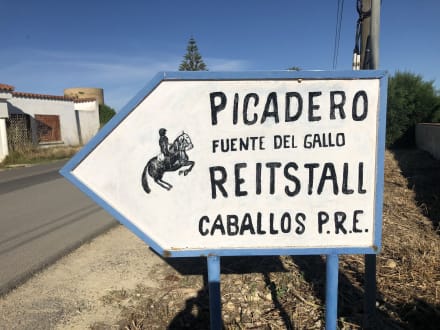 PICADERO
FUENTE DEL GALLO
REITSTALL
CABALLOS P.R.E.